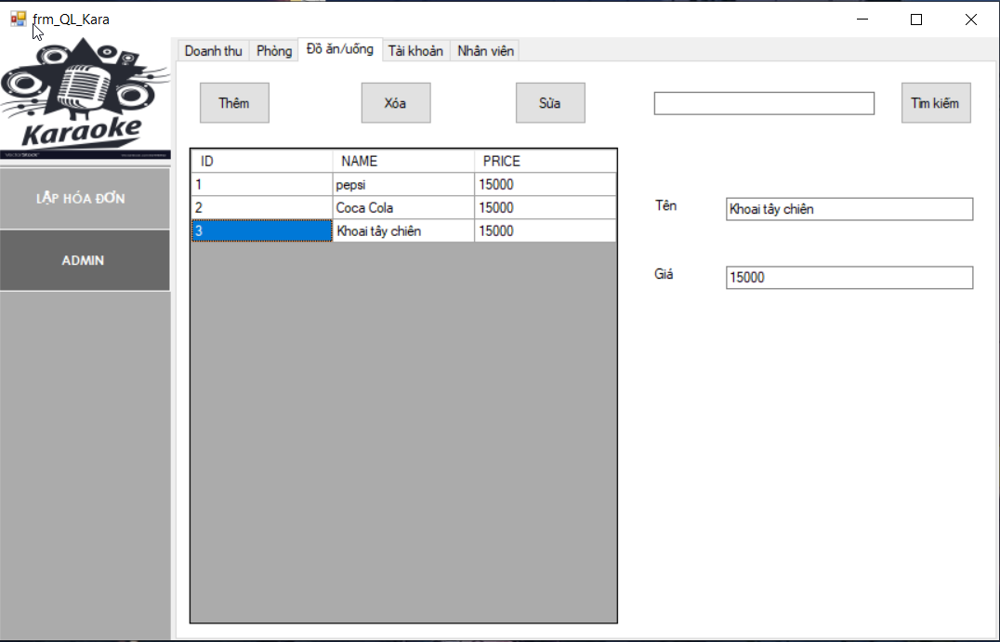 frm_QL_Kara
Karaoke
VectorStock
LẬP HÓA ĐƠN
ADMIN
Doanh thu Phòng Đồ ăn/uống Tài khoản Nhân viên
Thêm Xóa Sửa Tìm kiếm
ID NAME PRICE
1 pepsi 15000
2 Coca Cola 15000
3 Khoai tây chiên 15000
Tên Khoai tây chiên
Giá 15000